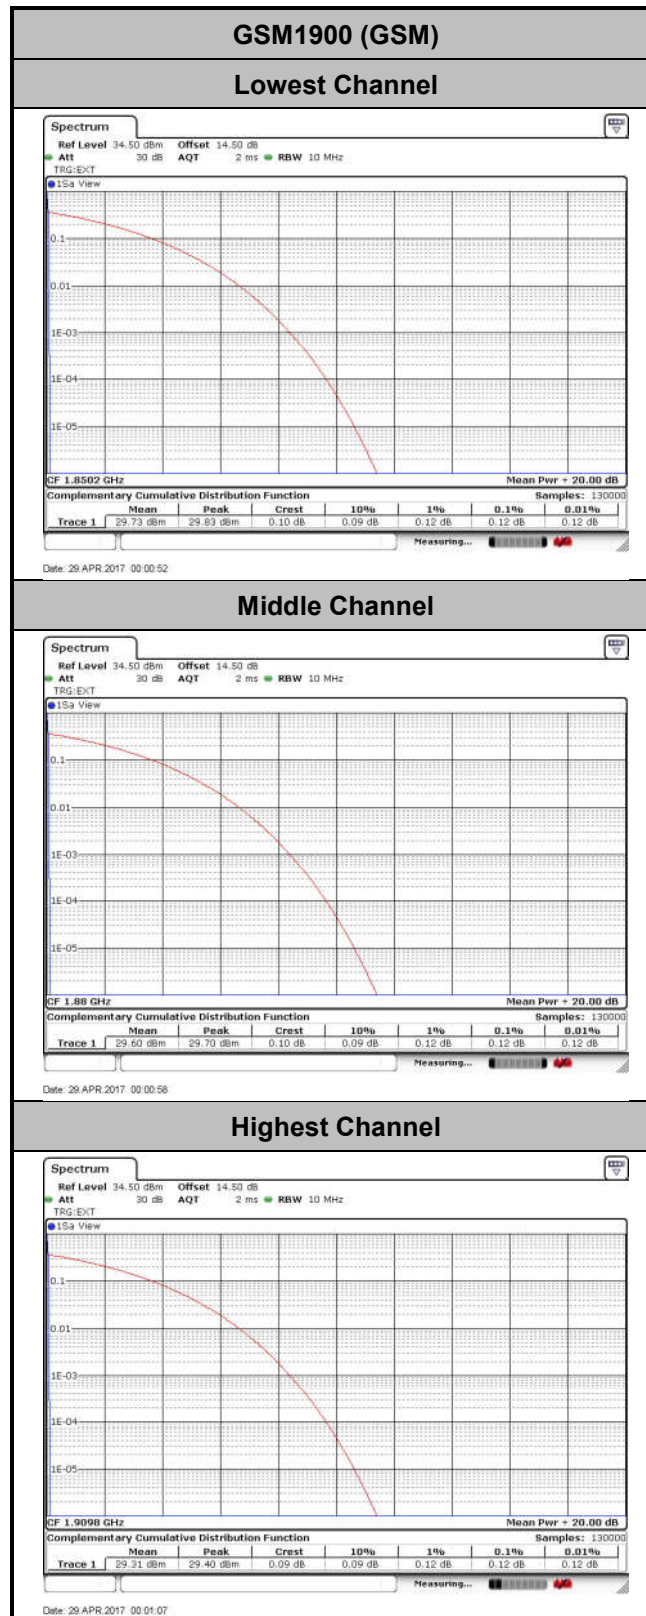 GSM1900 (GSM)
Lowest Channel
Spectrum
Ref Level 34.50 dBm Offset 14.50 dB
Att 30 dB AQT 2 ms RBW 10 MHz
TRG:EXT
1Sa View
0.1
0.01
1E-03
1E-04
1E-05
CF 1.8502 GHz Mean Pwr + 20.00 dB
Complementary Cumulative Distribution Function Samples: 130000
Mean Peak Crest 10% 1% 0.1% 0.01%
Trace 1 29.73 dBm 29.83 dBm 0.10 dB 0.09 dB 0.12 dB 0.12 dB 0.12 dB
Measuring...
Date: 29.APR.2017 00:00:52
Middle Channel
Spectrum
Ref Level 34.50 dBm Offset 14.50 dB
Att 30 dB AQT 2 ms RBW 10 MHz
TRG:EXT
1Sa View
0.1
0.01
1E-03
1E-04
1E-05
CF 1.88 GHz Mean Pwr + 20.00 dB
Complementary Cumulative Distribution Function Samples: 130000
Mean Peak Crest 10% 1% 0.1% 0.01%
Trace 1 29.60 dBm 29.70 dBm 0.10 dB 0.09 dB 0.12 dB 0.12 dB 0.12 dB
Measuring...
Date: 29.APR.2017 00:00:58
Highest Channel
Spectrum
Ref Level 34.50 dBm Offset 14.50 dB
Att 30 dB AQT 2 ms RBW 10 MHz
TRG:EXT
1Sa View
0.1
0.01
1E-03
1E-04
1E-05
CF 1.9098 GHz Mean Pwr + 20.00 dB
Complementary Cumulative Distribution Function Samples: 130000
Mean Peak Crest 10% 1% 0.1% 0.01%
Trace 1 29.31 dBm 29.40 dBm 0.09 dB 0.09 dB 0.12 dB 0.12 dB 0.12 dB
Measuring...
Date: 29.APR.2017 00:01:07